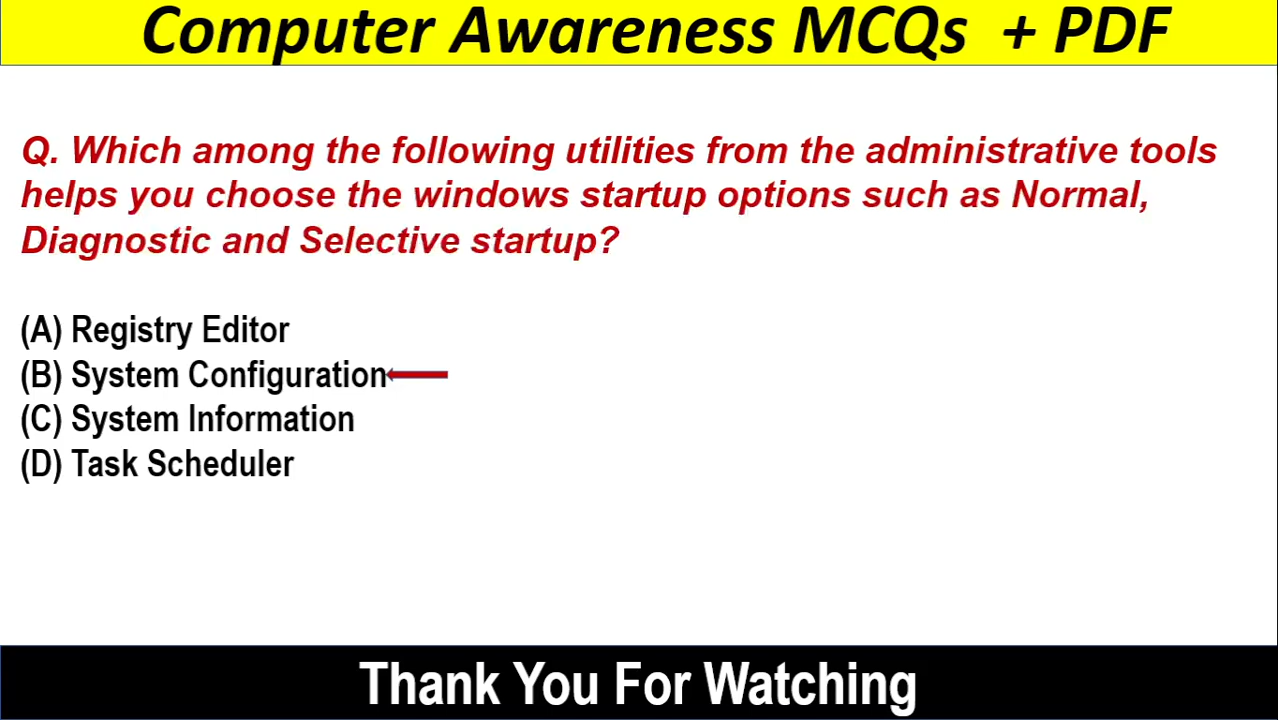 Computer Awareness MCQs + PDF
Q. Which among the following utilities from the administrative tools
helps you choose the windows startup options such as Normal,
Diagnostic and Selective startup?
(A) Registry Editor
(B) System Configuration
(C) System Information
(D) Task Scheduler
Thank You For Watching